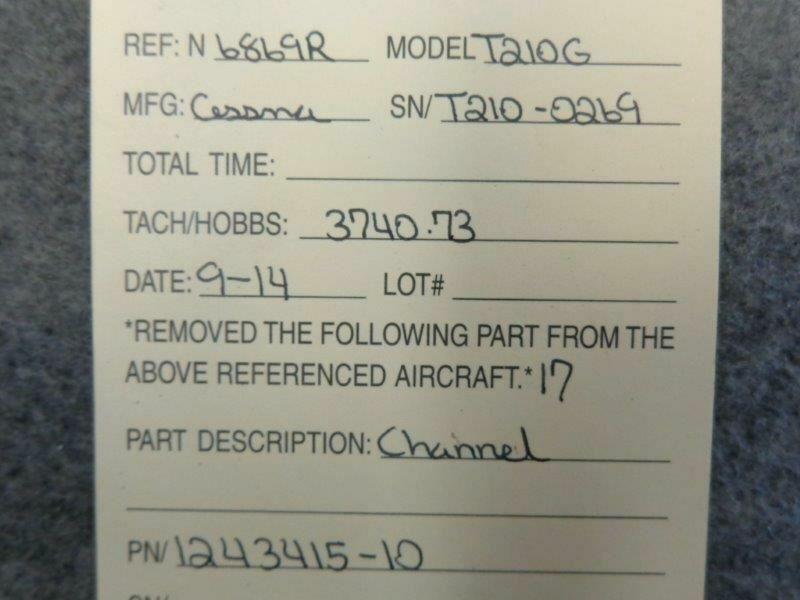 REF: N 6869R MODEL T210G
MFG: Cessna SN/ T210-0269
TOTAL TIME:
TACH/HOBBS: 3740.73
DATE: 9-14 LOT#
*REMOVED THE FOLLOWING PART FROM THE
ABOVE REFERENCED AIRCRAFT.* 17
PART DESCRIPTION: Channel
PN/ 1243415-10